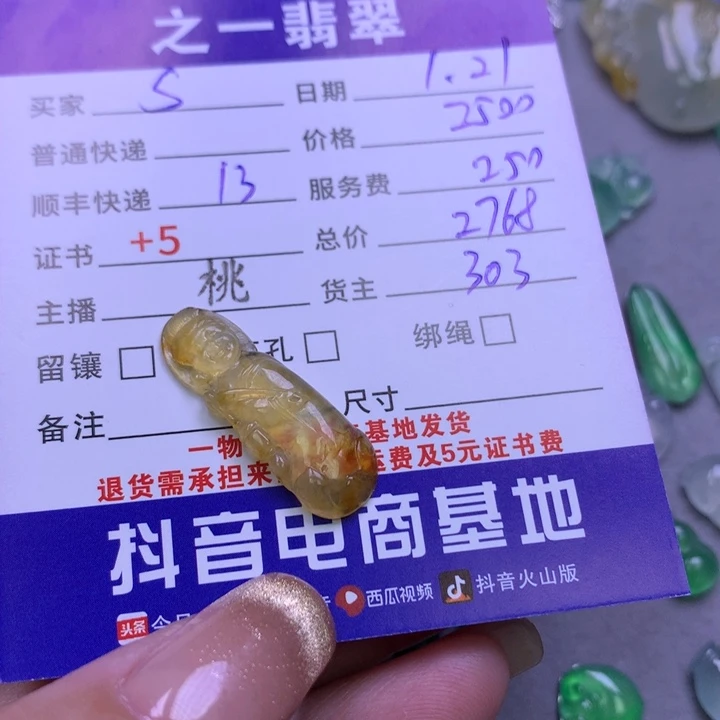 之一翡翠
买家 S 日期 1.21
普通快递 价格 2500
顺丰快递 13 服务费 250
证书 +5 总价 2768
主播 桃 货主 303
留镶 孔 绑绳
备注 尺寸
一物 基地发货
退货需承担来 运费及5元证书费
抖音电商基地
头条 西瓜视频 抖音火山版